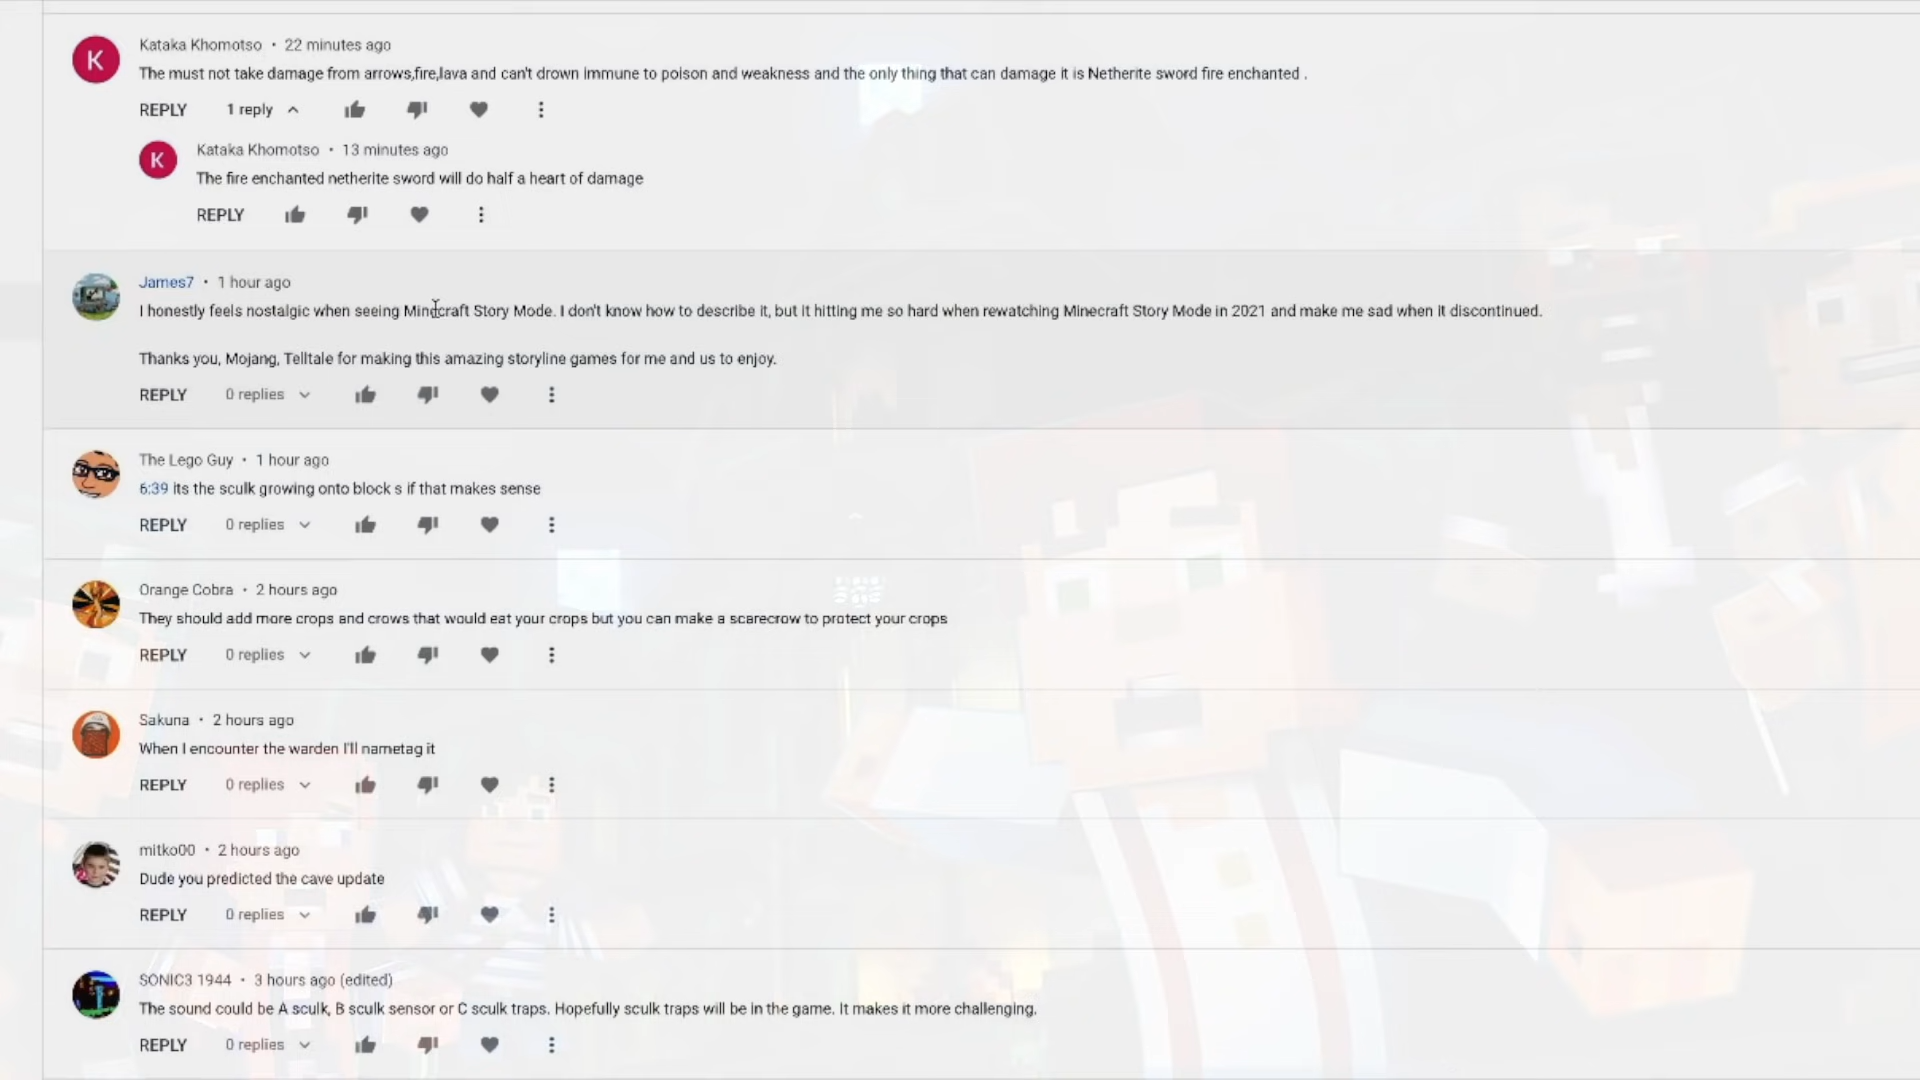 Kataka Khomotso • 22 minutes ago
The must not take damage from arrows,fire,lava and can't drown immune to poison and weakness and the only thing that can damage it is Netherite sword fire enchanted .
REPLY 1 reply
K
Kataka Khomotso • 13 minutes ago
The fire enchanted netherite sword will do half a heart of damage
K
REPLY
James7 • 1 hour ago
I honestly feels nostalgic when seeing Minecraft Story Mode. I don't know how to describe it, but it hitting me so hard when rewatching Minecraft Story Mode in 2021 and make me sad when it discontinued.
Thanks you, Mojang, Telltale for making this amazing storyline games for me and us to enjoy.
REPLY 0 replies
The Lego Guy • 1 hour ago
6:39 its the sculk growing onto block s if that makes sense
REPLY 0 replies
Orange Cobra • 2 hours ago
They should add more crops and crows that would eat your crops but you can make a scarecrow to protect your crops
REPLY 0 replies
Sakuna • 2 hours ago
When I encounter the warden I'll nametag it
REPLY 0 replies
mitko00 • 2 hours ago
Dude you predicted the cave update
REPLY 0 replies
SONIC3 1944 • 3 hours ago (edited)
The sound could be A sculk, B sculk sensor or C sculk traps. Hopefully sculk traps will be in the game. It makes it more challenging.
REPLY 0 replies